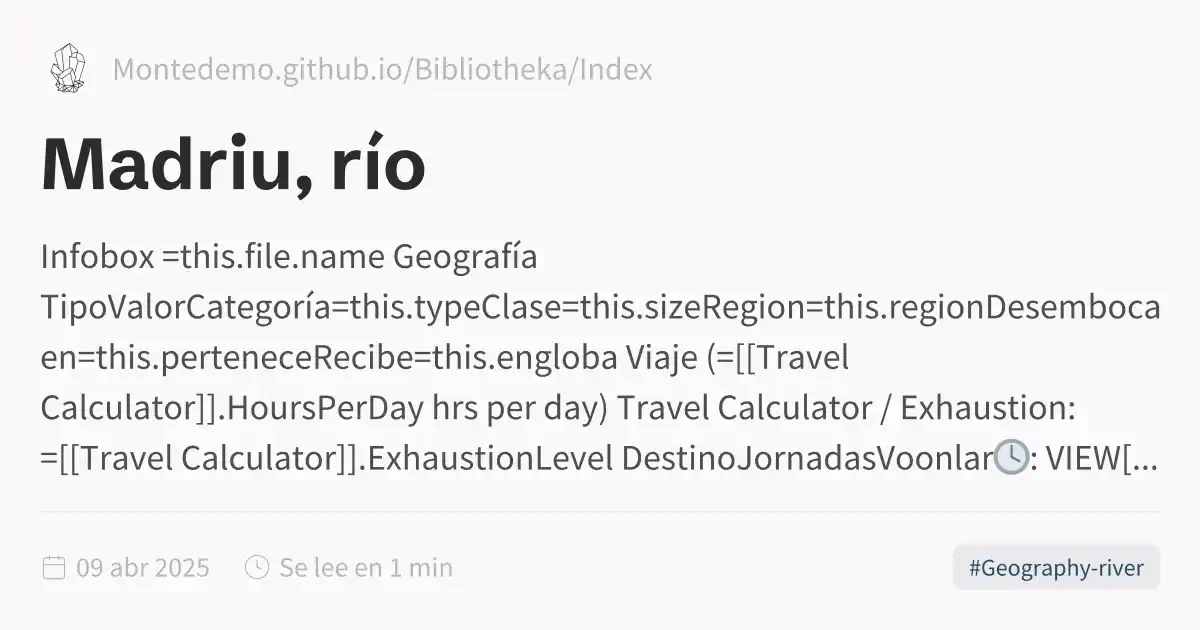 Montedemo.github.io/Bibliotheka/Index
Madriu, río
Infobox =this.file.name Geografía
TipoValorCategoría=this.typeClase=this.sizeRegion=this.regionDesemboca
en=this.perteneceRecibe=this.engloba Viaje (=[[Travel
Calculator]].HoursPerDay hrs per day) Travel Calculator / Exhaustion:
=[[Travel Calculator]].ExhaustionLevel DestinoJornadasVoonlar🕓: VIEW[...
09 abr 2025 Se lee en 1 min
#Geography-river